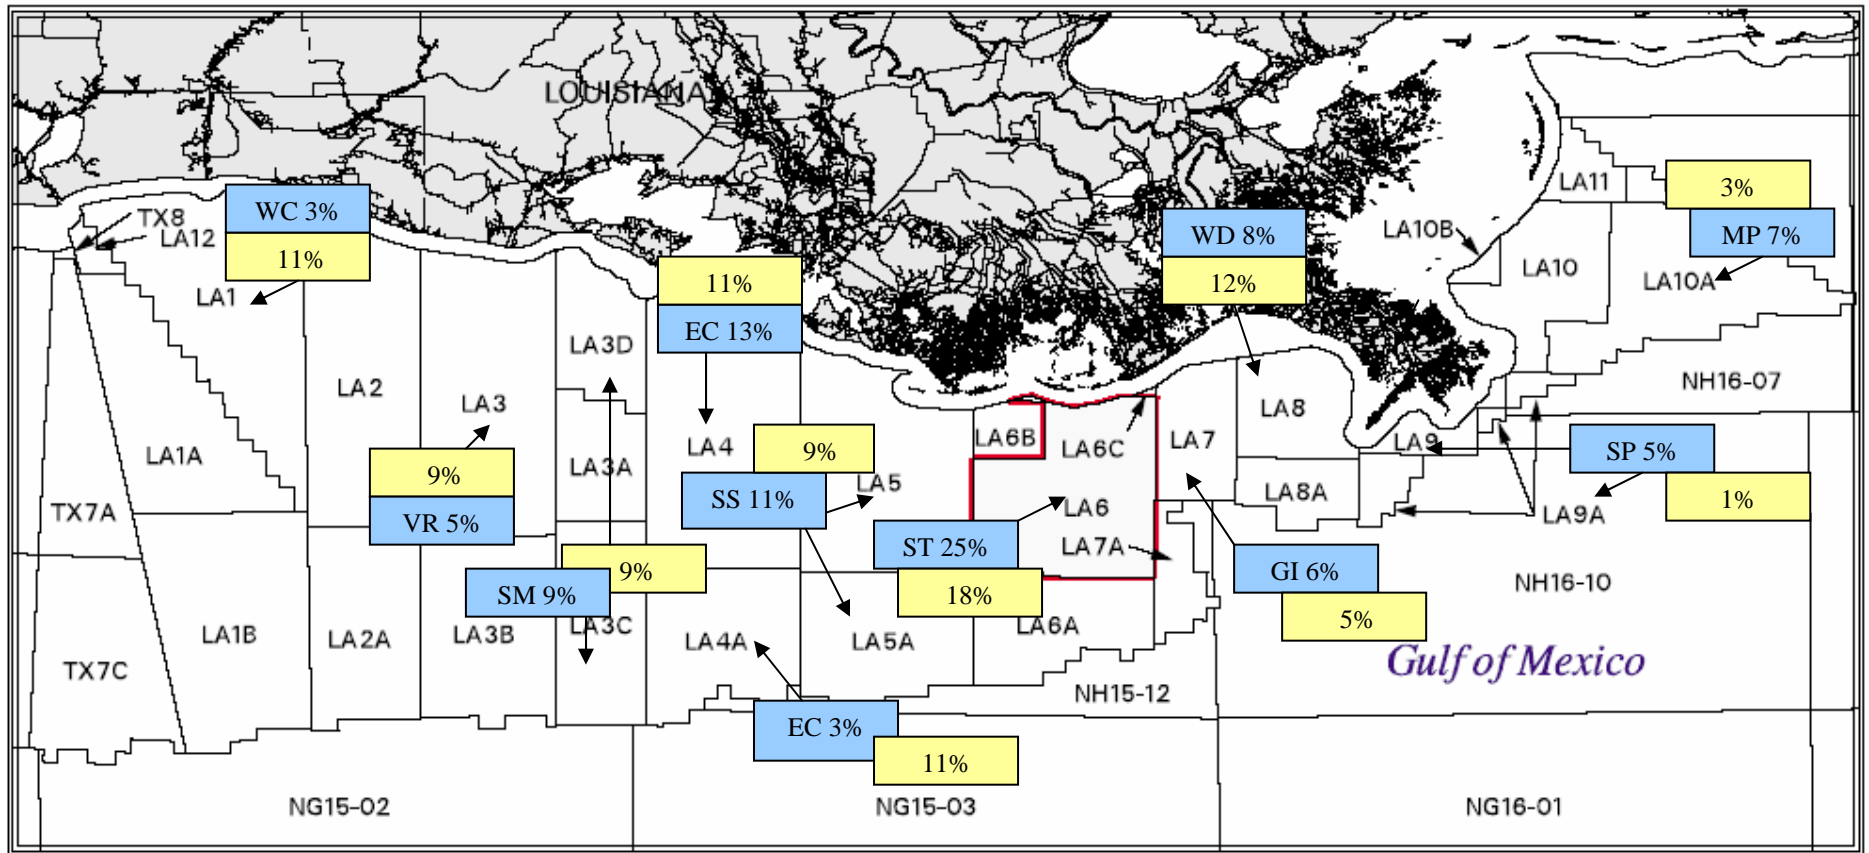 LOUISIANA
TX8
LA12
WC 3%
11%
LA1
11%
EC 13%
WD 8%
12%
LA10B
LA11
3%
MP 7%
LA10
LA10A
LA2
LA3
LA3D
LA4
LA8
NH16-07
LA1A
LA3A
9%
VR 5%
9%
SS 11%
LA5
LA6B
LA6C
LA7
LA9
SP 5%
1%
LA8A
LA9A
TX7A
LA6
LA7A
ST 25%
18%
9%
SM 9%
GI 6%
5%
NH16-10
TX7C
LA1B
LA2A
LA3B
LA3C
LA4A
LA5A
LA6A
Gulf of Mexico
NH15-12
EC 3%
11%
NG15-02
NG15-03
NG16-01